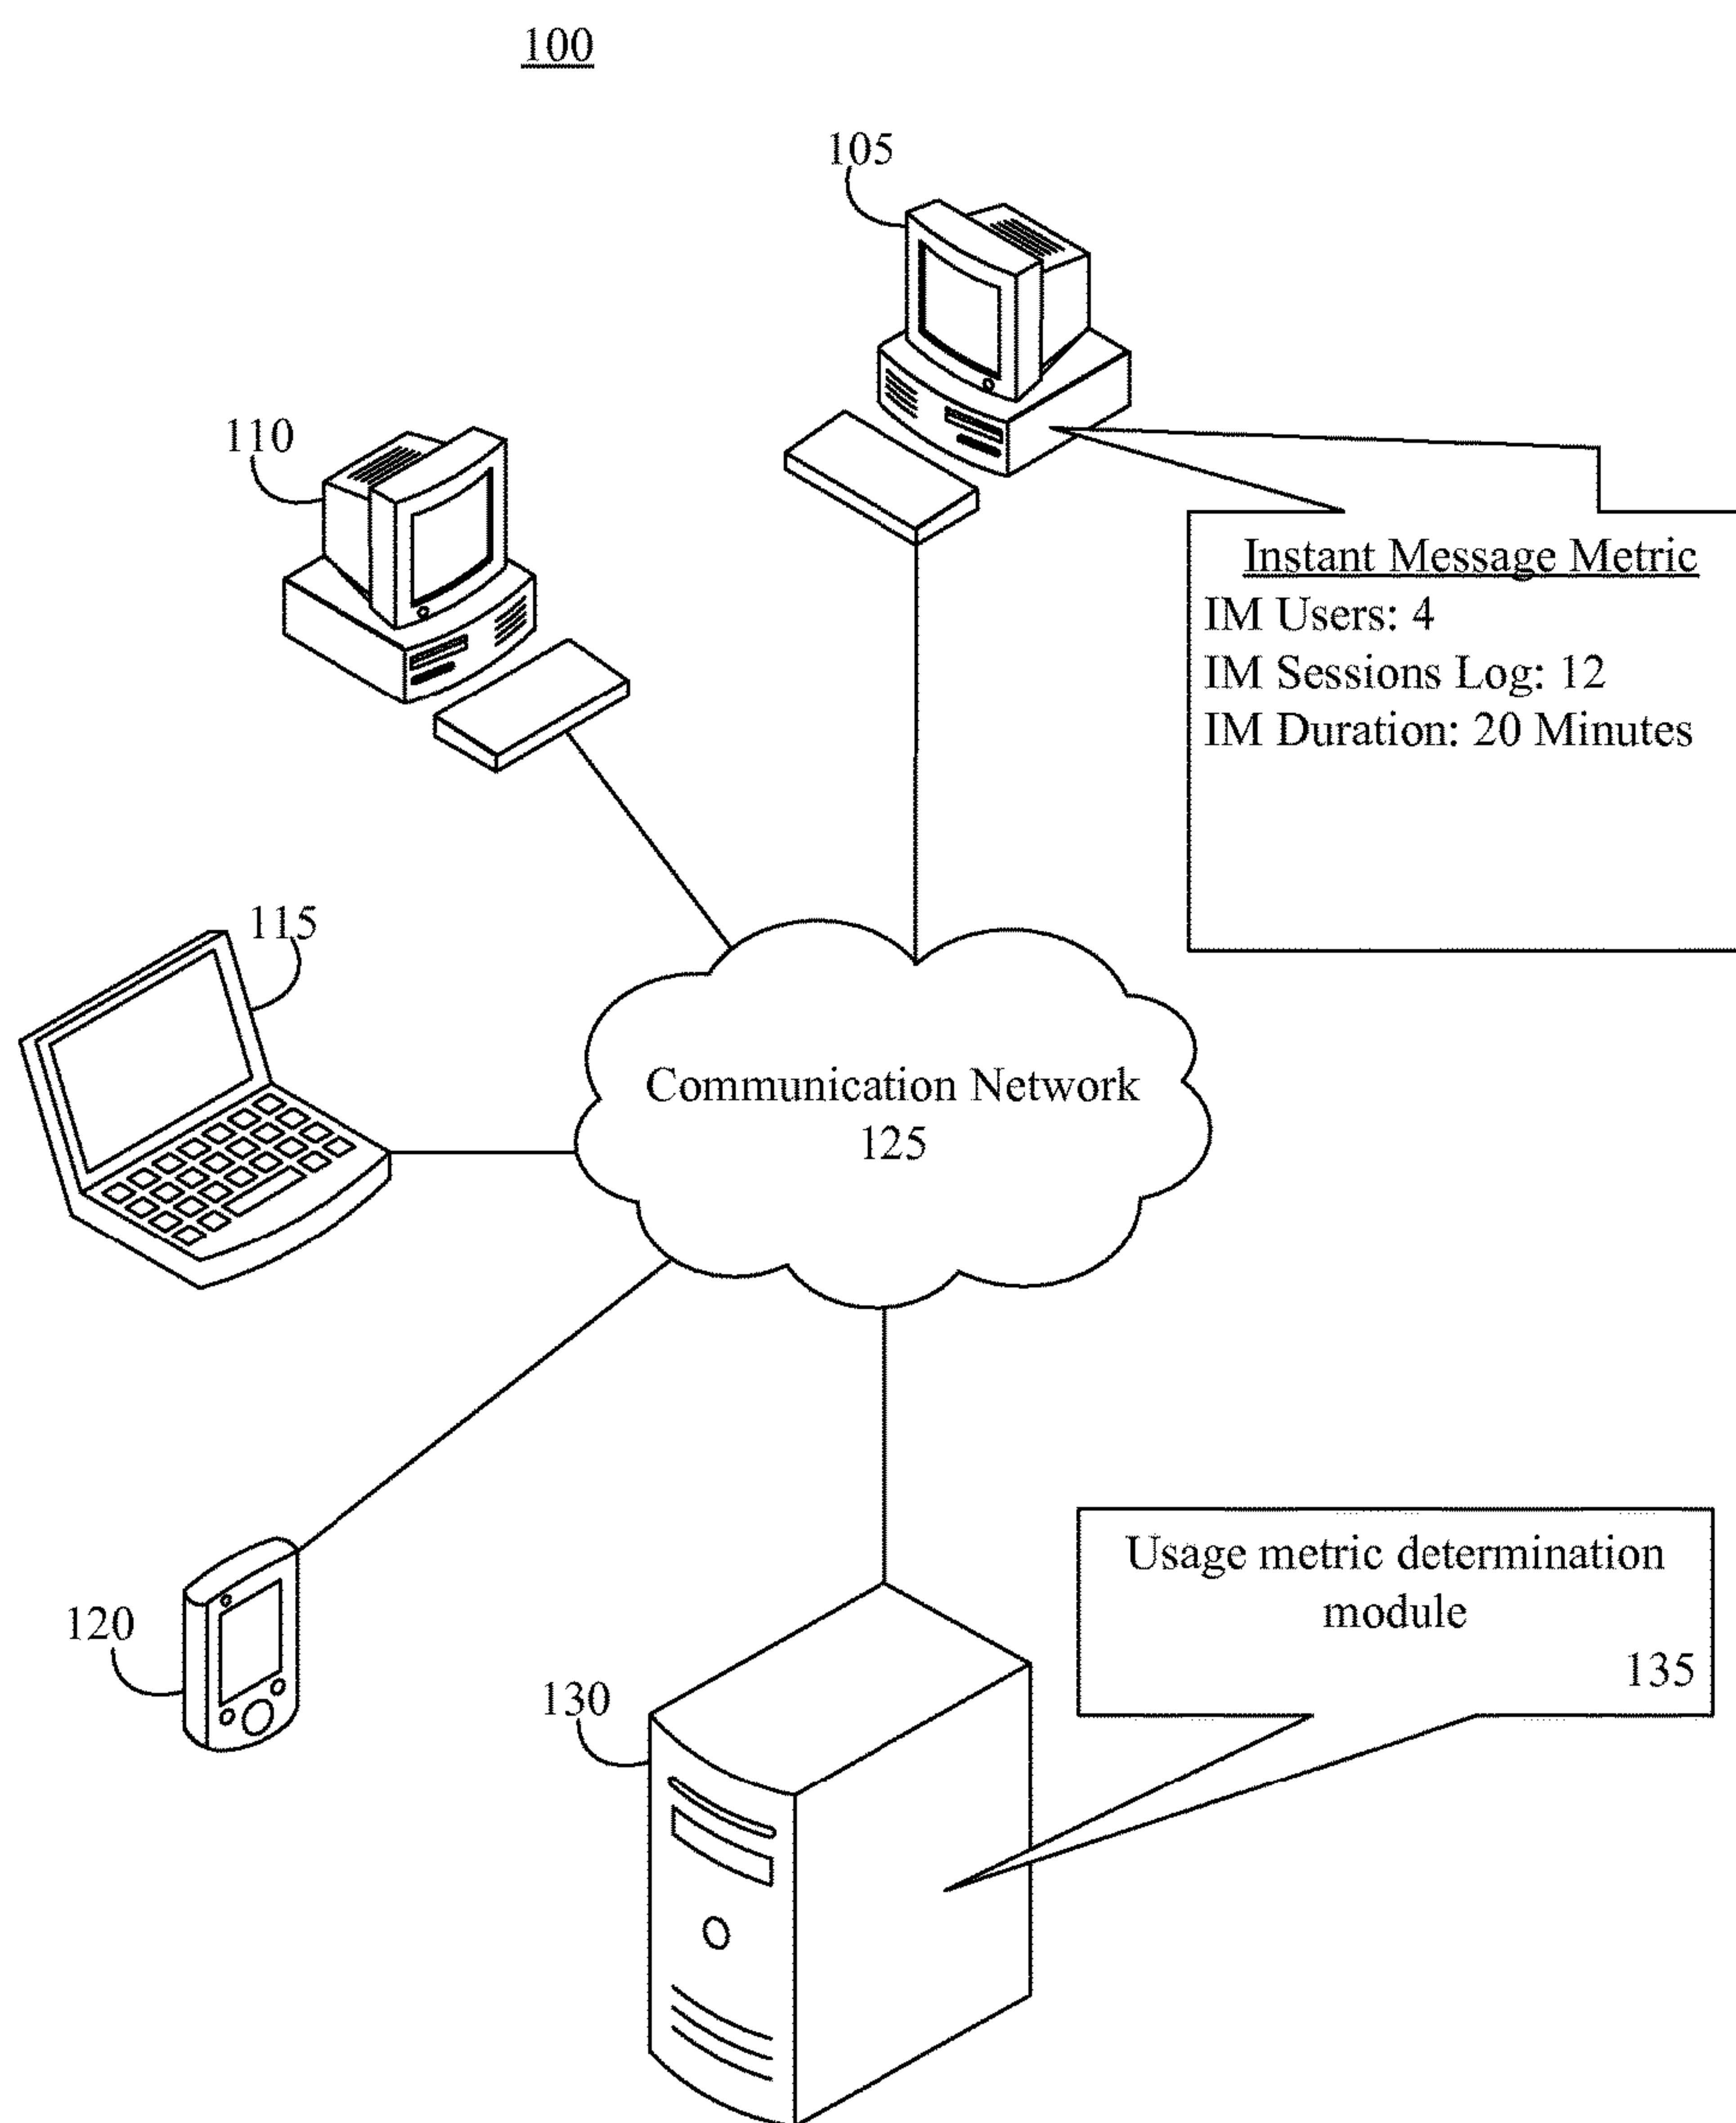 100
105
110
Instant Message Metric
IM Users: 4
IM Sessions Log: 12
IM Duration: 20 Minutes
115
Communication Network
125
Usage metric determination
module
135
120
130